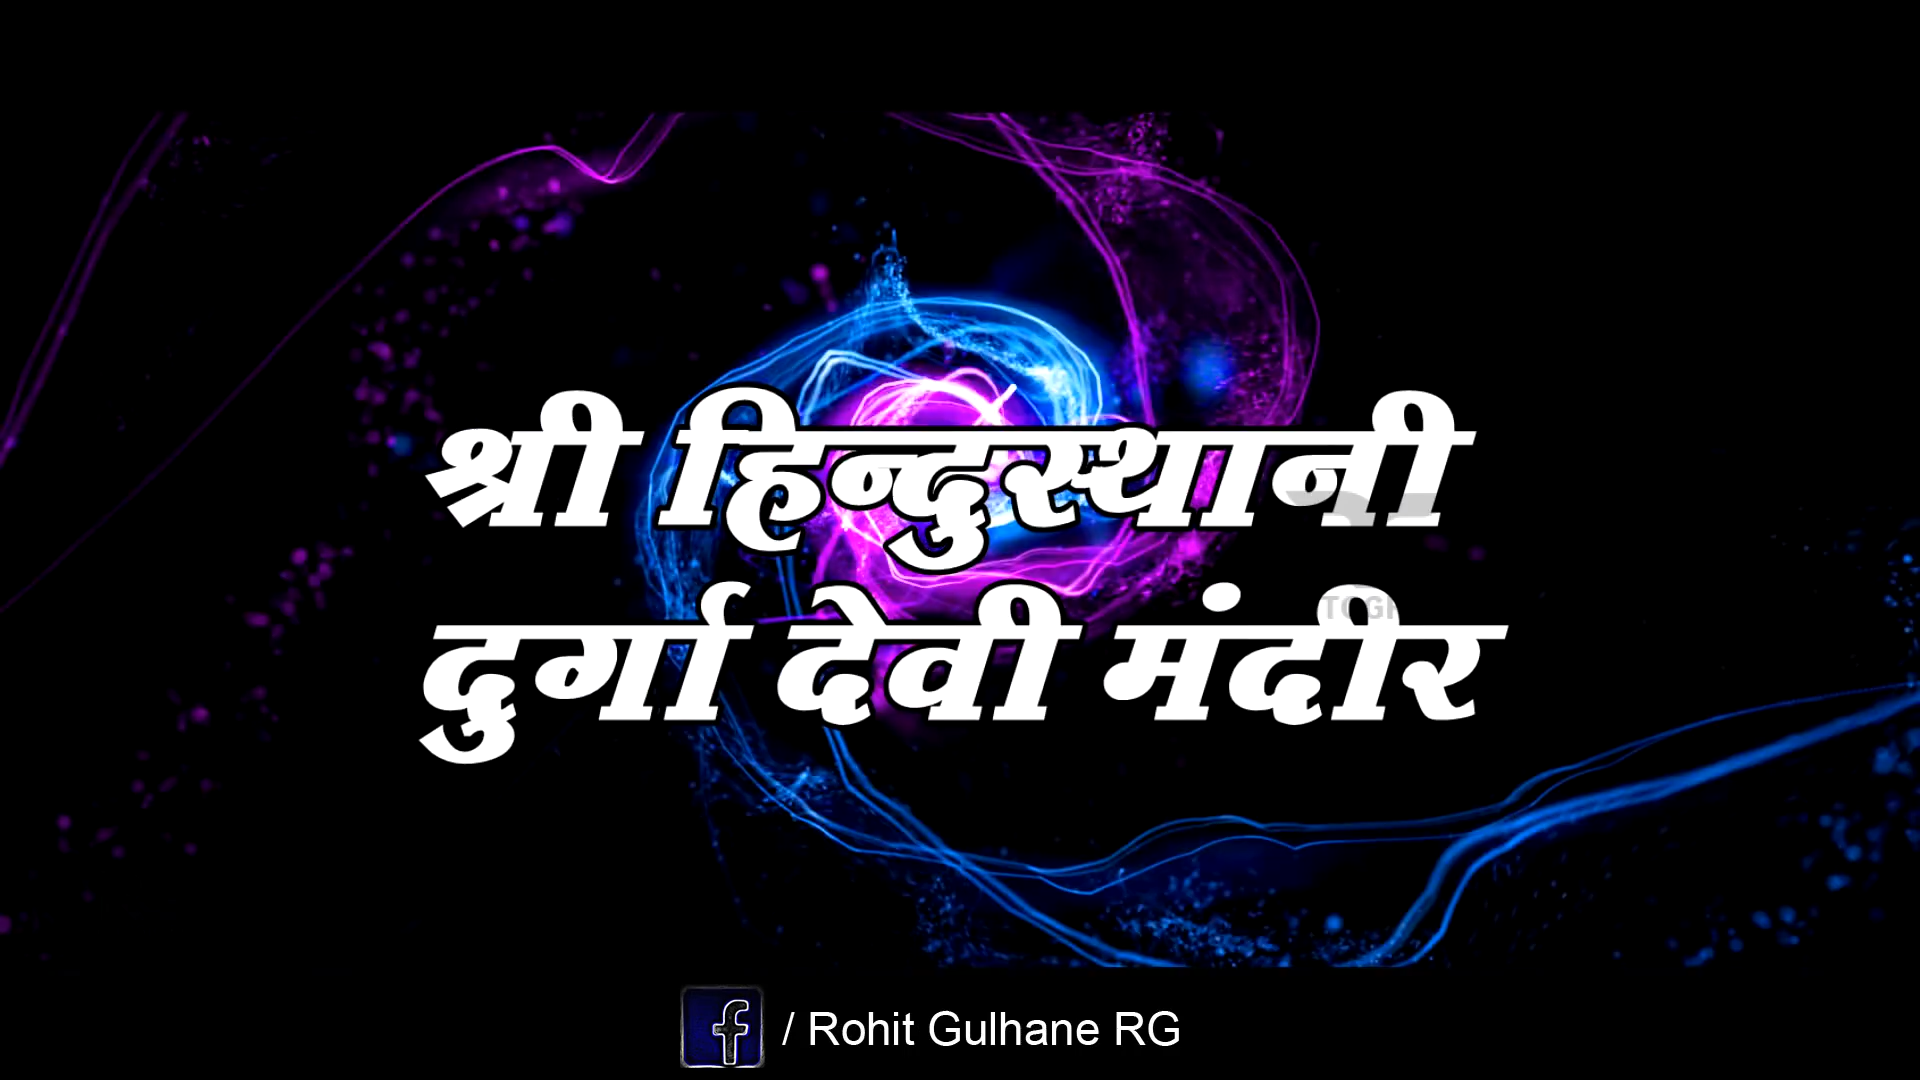 श्री हिन्दुस्थानी
दुर्गा देवी मंदीर
/ Rohit Gulhane RG